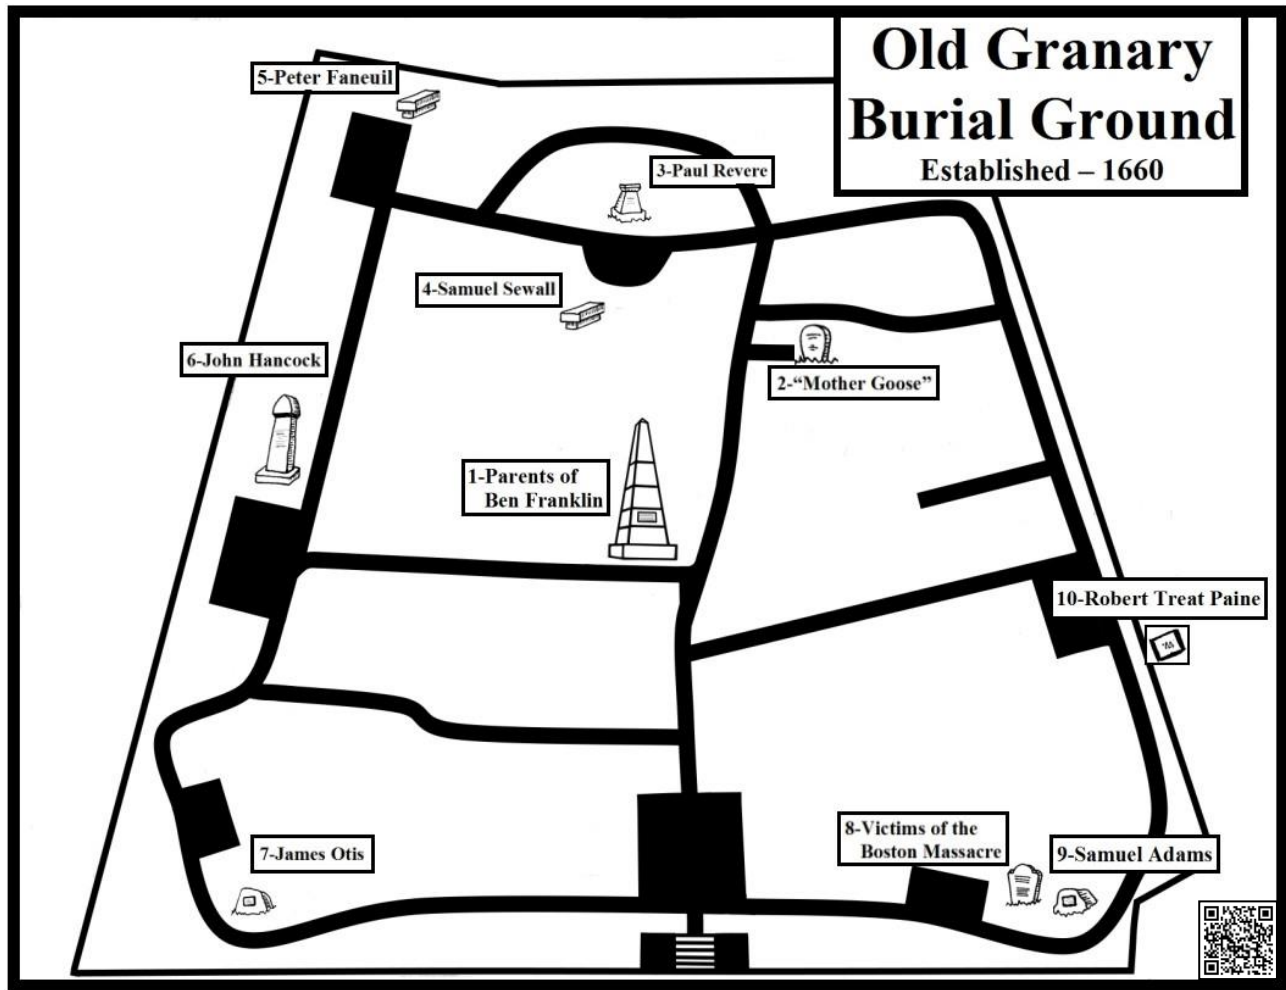 Old Granary
Burial Ground
Established – 1660
5-Peter Faneuil
3-Paul Revere
4-Samuel Sewall
6-John Hancock
2-“Mother Goose”
1-Parents of
Ben Franklin
10-Robert Treat Paine
8-Victims of the
Boston Massacre
7-James Otis
9-Samuel Adams